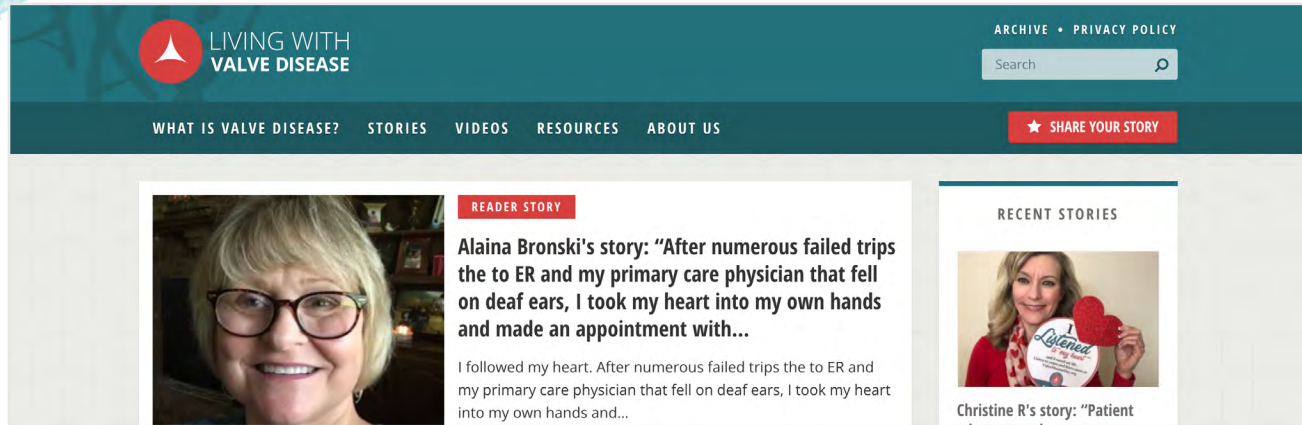 LIVING WITH
VALVE DISEASE
ARCHIVE • PRIVACY POLICY
Search
WHAT IS VALVE DISEASE? STORIES VIDEOS RESOURCES ABOUT US
★ SHARE YOUR STORY
READER STORY
Alaina Bronski's story: “After numerous failed trips
the to ER and my primary care physician that fell
on deaf ears, I took my heart into my own hands
and made an appointment with...
I followed my heart. After numerous failed trips the to ER and
my primary care physician that fell on deaf ears, I took my heart
into my own hands and...
RECENT STORIES
I
Listened
to my heart
Christine R's story: “Patient